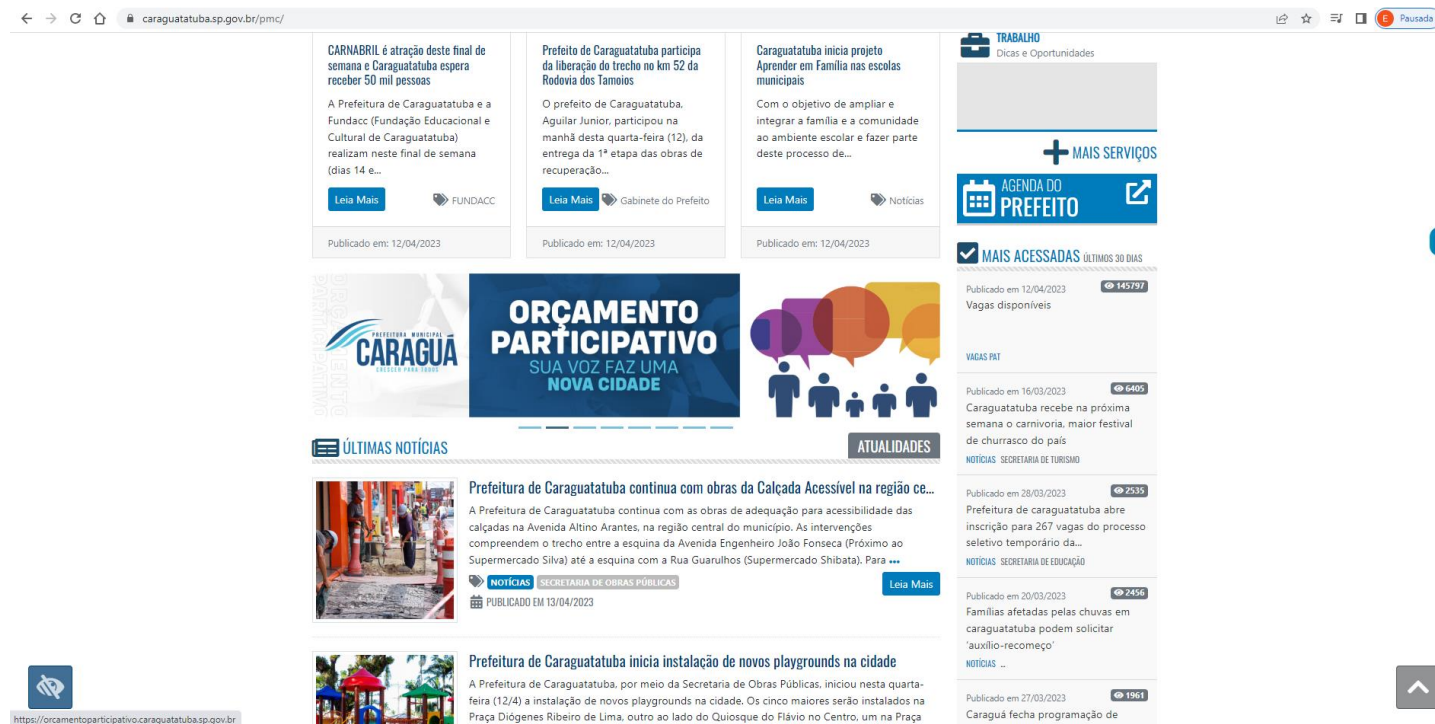 caraguatatuba.sp.gov.br/pmc/
Pausada
E
CARNABRIL é atração deste final de
semana e Caraguatatuba espera
receber 50 mil pessoas
A Prefeitura de Caraguatatuba e a
Fundacc (Fundação Educacional e
Cultural de Caraguatatuba)
realizam neste final de semana
(dias 14 e...
Leia Mais
FUNDACC
Publicado em: 12/04/2023
Prefeito de Caraguatatuba participa
da liberação do trecho no km 52 da
Rodovia dos Tamoios
O prefeito de Caraguatatuba,
Aguilar Junior, participou na
manhã desta quarta-feira (12), da
entrega da 1ª etapa das obras de
recuperação...
Leia Mais
Gabinete do Prefeito
Publicado em: 12/04/2023
Caraguatatuba inicia projeto
Aprender em Família nas escolas
municipais
Com o objetivo de ampliar e
integrar a família e a comunidade
ao ambiente escolar e fazer parte
deste processo de...
Leia Mais
Notícias
Publicado em: 12/04/2023
PREFEITURA MUNICIPAL
CARAGUÁ
CRESCER PARA TODOS
ORÇAMENTO
PARTICIPATIVO
SUA VOZ FAZ UMA
NOVA CIDADE
ÚLTIMAS NOTÍCIAS
ATUALIDADES
Prefeitura de Caraguatatuba continua com obras da Calçada Acessível na região ce...
A Prefeitura de Caraguatatuba continua com as obras de adequação para acessibilidade das
calçadas na Avenida Altino Arantes, na região central do município. As intervenções
compreendem o trecho entre a esquina da Avenida Engenheiro João Fonseca (Próximo ao
Supermercado Silva) até a esquina com a Rua Guarulhos (Supermercado Shibata). Para •••
NOTÍCIAS SECRETARIA DE OBRAS PÚBLICAS
Leia Mais
PUBLICADO EM 13/04/2023
Prefeitura de Caraguatatuba inicia instalação de novos playgrounds na cidade
A Prefeitura de Caraguatatuba, por meio da Secretaria de Obras Públicas, iniciou nesta quarta-
feira (12/4) a instalação de novos playgrounds na cidade. Os cinco maiores serão instalados na
Praça Diógenes Ribeiro de Lima, outro ao lado do Quiosque do Flávio no Centro, um na Praça
TRABALHO
Dicas e Oportunidades
MAIS SERVIÇOS
AGENDA DO
PREFEITO
MAIS ACESSADAS ÚLTIMOS 30 DIAS
Publicado em 12/04/2023 145797
Vagas disponíveis
VAGAS PAT
Publicado em 16/03/2023 6405
Caraguatatuba recebe na próxima
semana o carnivoria, maior festival
de churrasco do país
NOTÍCIAS SECRETARIA DE TURISMO
Publicado em 28/03/2023 2535
Prefeitura de caraguatatuba abre
inscrição para 267 vagas do processo
seletivo temporário da...
NOTÍCIAS SECRETARIA DE EDUCAÇÃO
Publicado em 20/03/2023 2456
Famílias afetadas pelas chuvas em
caraguatatuba podem solicitar
'auxílio-recomeço'
NOTÍCIAS ..
Publicado em 27/03/2023 1961
Caraguá fecha programação de
https://orcamentoparticipativo.caraguatatuba.sp.gov.br